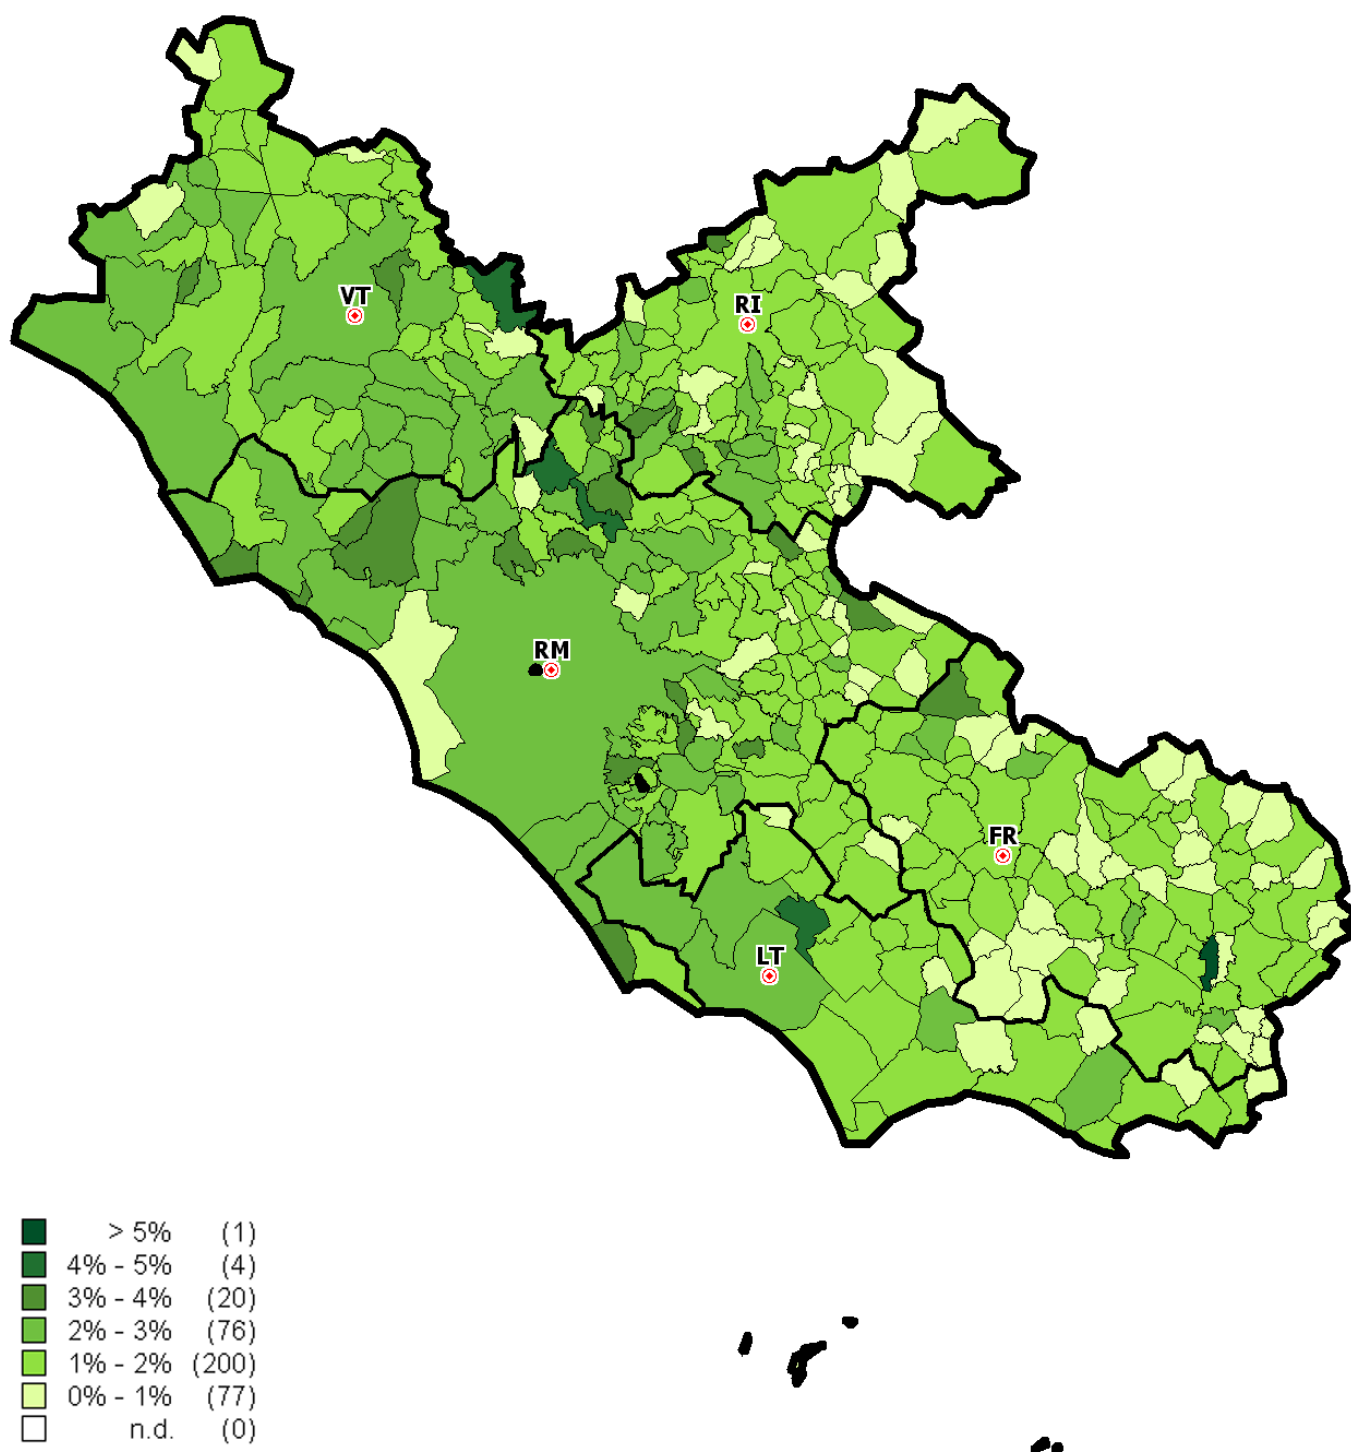 VT
RI
RM
FR
LT
> 5% (1)
4% - 5% (4)
3% - 4% (20)
2% - 3% (76)
1% - 2% (200)
0% - 1% (77)
n.d. (0)